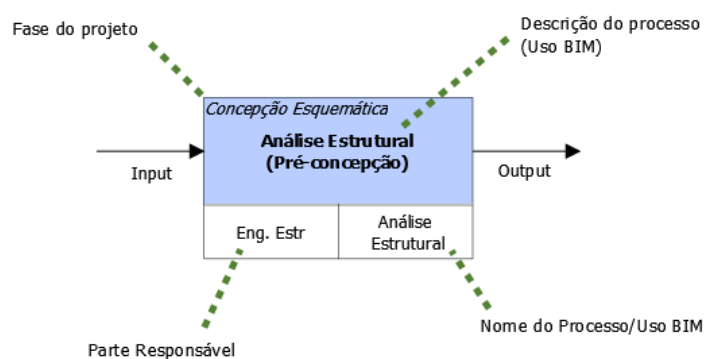 Fase do projeto
Descrição do processo
(Uso BIM)
Concepção Esquemática
Análise Estrutural
(Pré-concepção)
Input
Output
Eng. Estr
Análise
Estrutural
Nome do Processo/Uso BIM
Parte Responsável